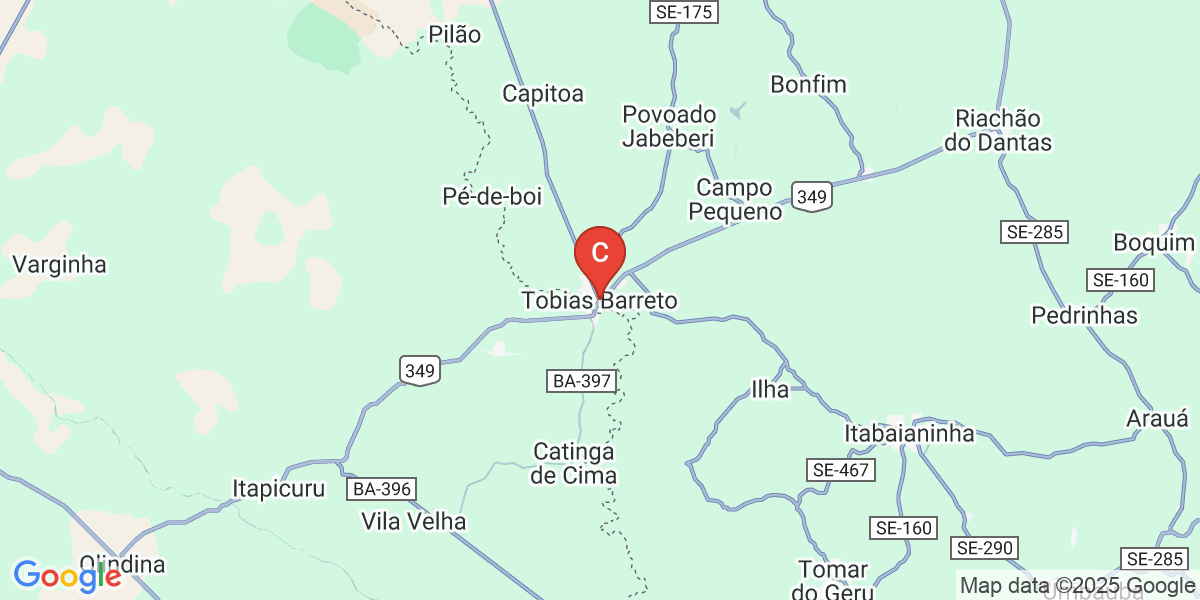 SE-175
Pilão
Bonfim
Capitoa
Povoado
Jabeberi
Riachão
do Dantas
Pé-de-boi
Campo
Pequeno
349
SE-285
Boquim
C
Varginha
SE-160
Tobias Barreto
Pedrinhas
349
BA-397
Ilha
Arauá
Itabaianinha
Catinga
de Cima
SE-467
Itapicuru
BA-396
Vila Velha
SE-160
SE-290
SE-285
Olindina
Tomar
do Geru
Google
Map data ©2025 Google
Umbaúba